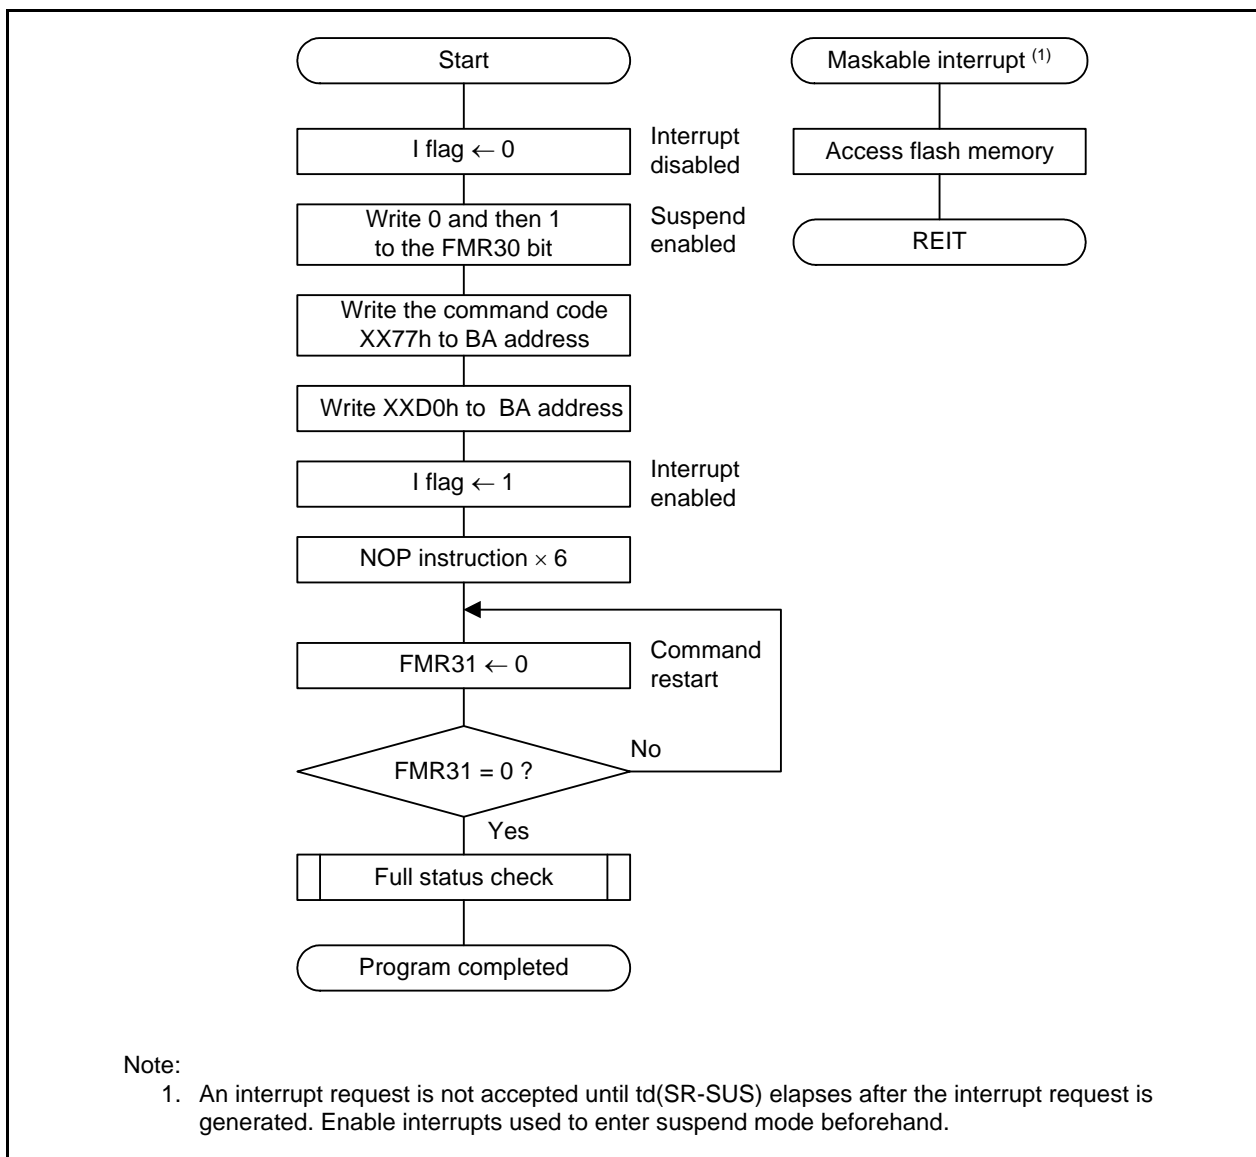 Start
I flag ← 0
Interrupt
disabled
Write 0 and then 1
to the FMR30 bit
Suspend
enabled
Write the command code
XX77h to BA address
Write XXD0h to BA address
I flag ← 1
Interrupt
enabled
NOP instruction × 6
FMR31 ← 0
Command
restart
FMR31 = 0 ?
No
Yes
Full status check
Program completed
Maskable interrupt (1)
Access flash memory
REIT
Note:
1. An interrupt request is not accepted until td(SR-SUS) elapses after the interrupt request is
generated. Enable interrupts used to enter suspend mode beforehand.